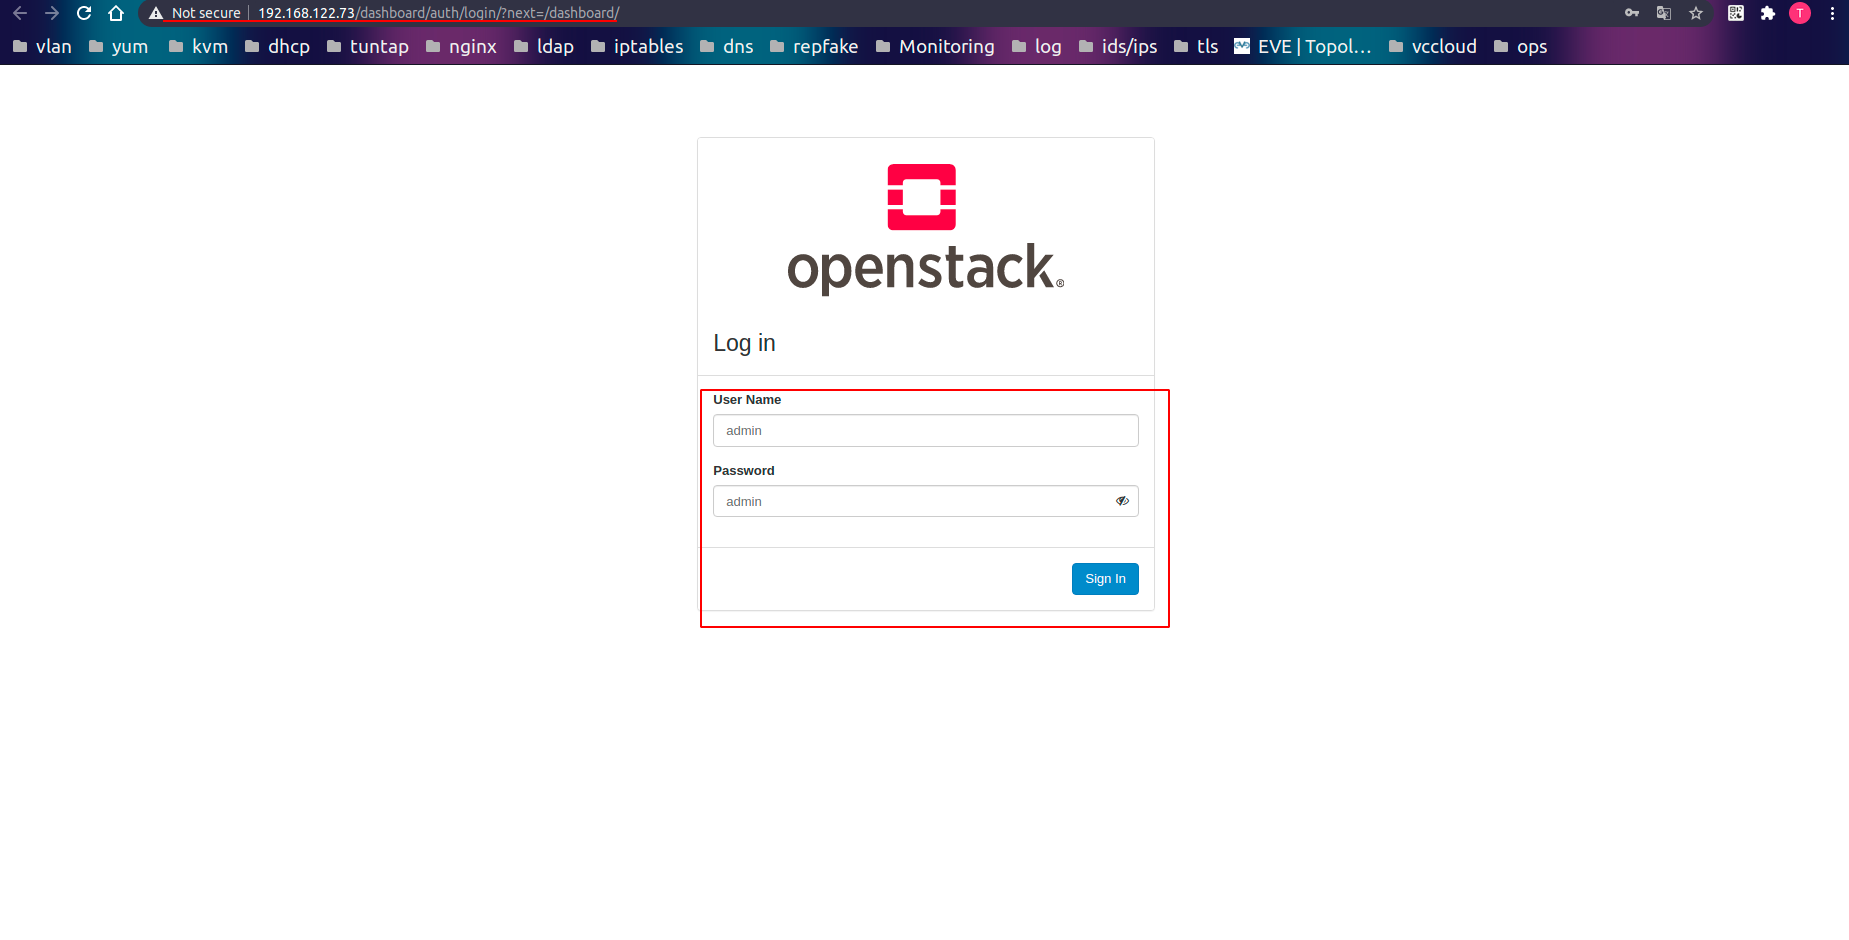 Not secure 192.168.122.73/dashboard/auth/login/?next=/dashboard/ T
vlan yum kvm dhcp tuntap nginx ldap iptables dns repfake Monitoring log ids/ips tls EVE | Topol... vccloud ops
openstack.®
Log in
User Name
admin
Password
admin
Sign In